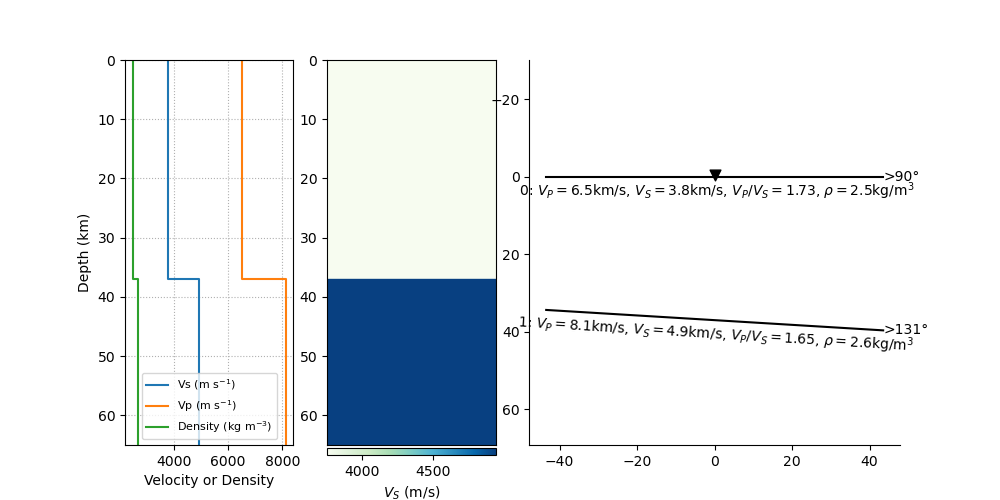 0
10
20
30
40
50
60
Depth (km)
4000 6000 8000
Velocity or Density
Vs (m s⁻¹)
Vp (m s⁻¹)
Density (kg m⁻³)
0
10
20
30
40
50
60
4000 4500
V_S (m/s)
−20
0
20
40
60
−40 −20 0 20 40
>90°
0: V_P = 6.5km/s, V_S = 3.8km/s, V_P/V_S = 1.73, ρ = 2.5kg/m³
>131°
1: V_P = 8.1km/s, V_S = 4.9km/s, V_P/V_S = 1.65, ρ = 2.6kg/m³